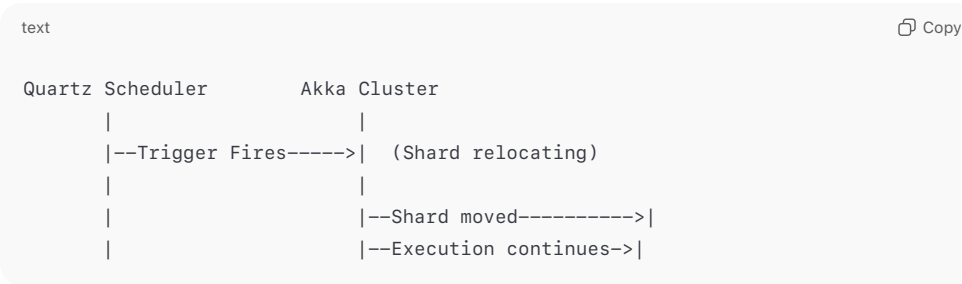 text Copy
Quartz Scheduler        Akka Cluster
       |                     |
       |--Trigger Fires----->|  (Shard relocating)
       |                     |
       |                     |--Shard moved---------->|
       |                     |--Execution continues->|